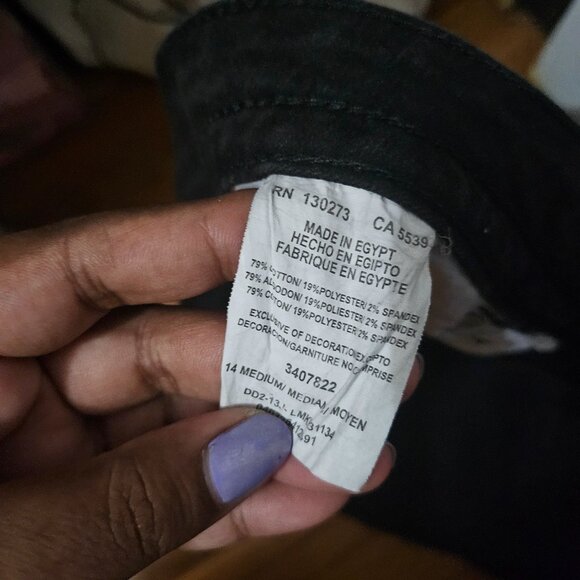 RN 130273 CA 5539
MADE IN EGYPT
HECHO EN EGIPTO
FABRIQUE EN EGYPTE
79% COTTON/ 19%POLYESTER/ 2% SPANDEX
79% ALGODON/ 19%POLIESTER/ 2% SPANDEX
79% COTON/ 19%POLYESTER/ 2% SPANDEX
EXCLUSIVE OF DECORATION/EXCEPTO
DECORACION/GARNITURE NON COMPRISE
3407822
14 MEDIUM/ MEDIAN/ MOYEN
31134